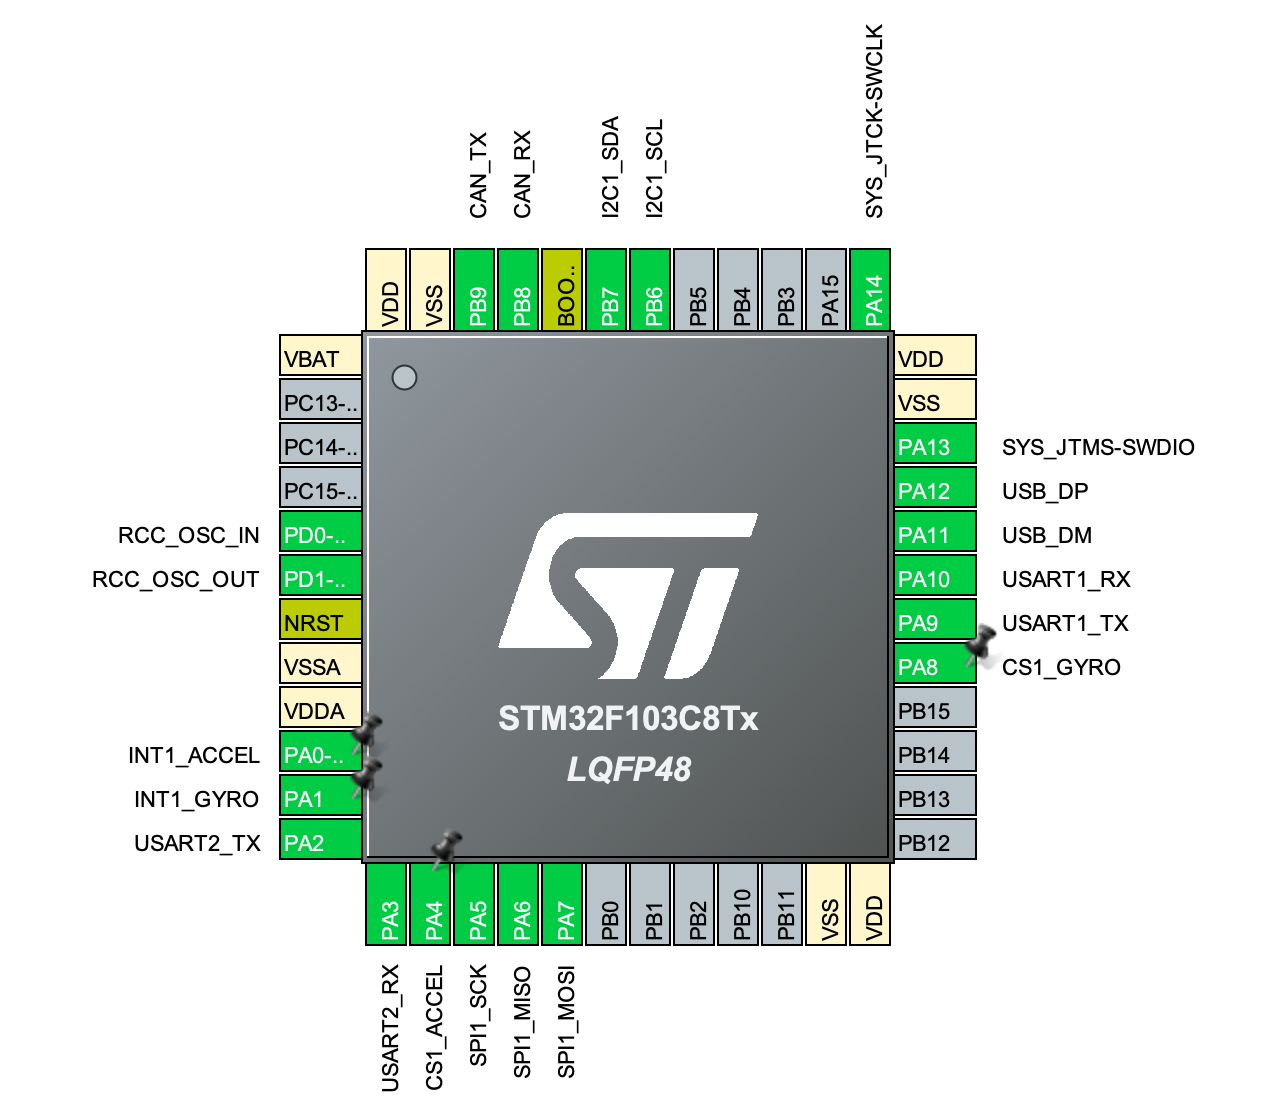 SYS_JTCK-SWCLK
CAN_TX
CAN_RX
I2C1_SDA
I2C1_SCL
VDD
VSS
PB9
PB8
BOO..
PB7
PB6
PB5
PB4
PB3
PA15
PA14
VBAT
PC13-..
PC14-..
PC15-..
RCC_OSC_IN PD0-..
RCC_OSC_OUT PD1-..
NRST
VSSA
VDDA
INT1_ACCEL PA0-..
INT1_GYRO PA1
USART2_TX PA2
ST
STM32F103C8Tx
LQFP48
VDD
VSS
PA13 SYS_JTMS-SWDIO
PA12 USB_DP
PA11 USB_DM
PA10 USART1_RX
PA9 USART1_TX
PA8 CS1_GYRO
PB15
PB14
PB13
PB12
PA3
PA4
PA5
PA6
PA7
PB0
PB1
PB2
PB10
PB11
VSS
VDD
USART2_RX
CS1_ACCEL
SPI1_SCK
SPI1_MISO
SPI1_MOSI